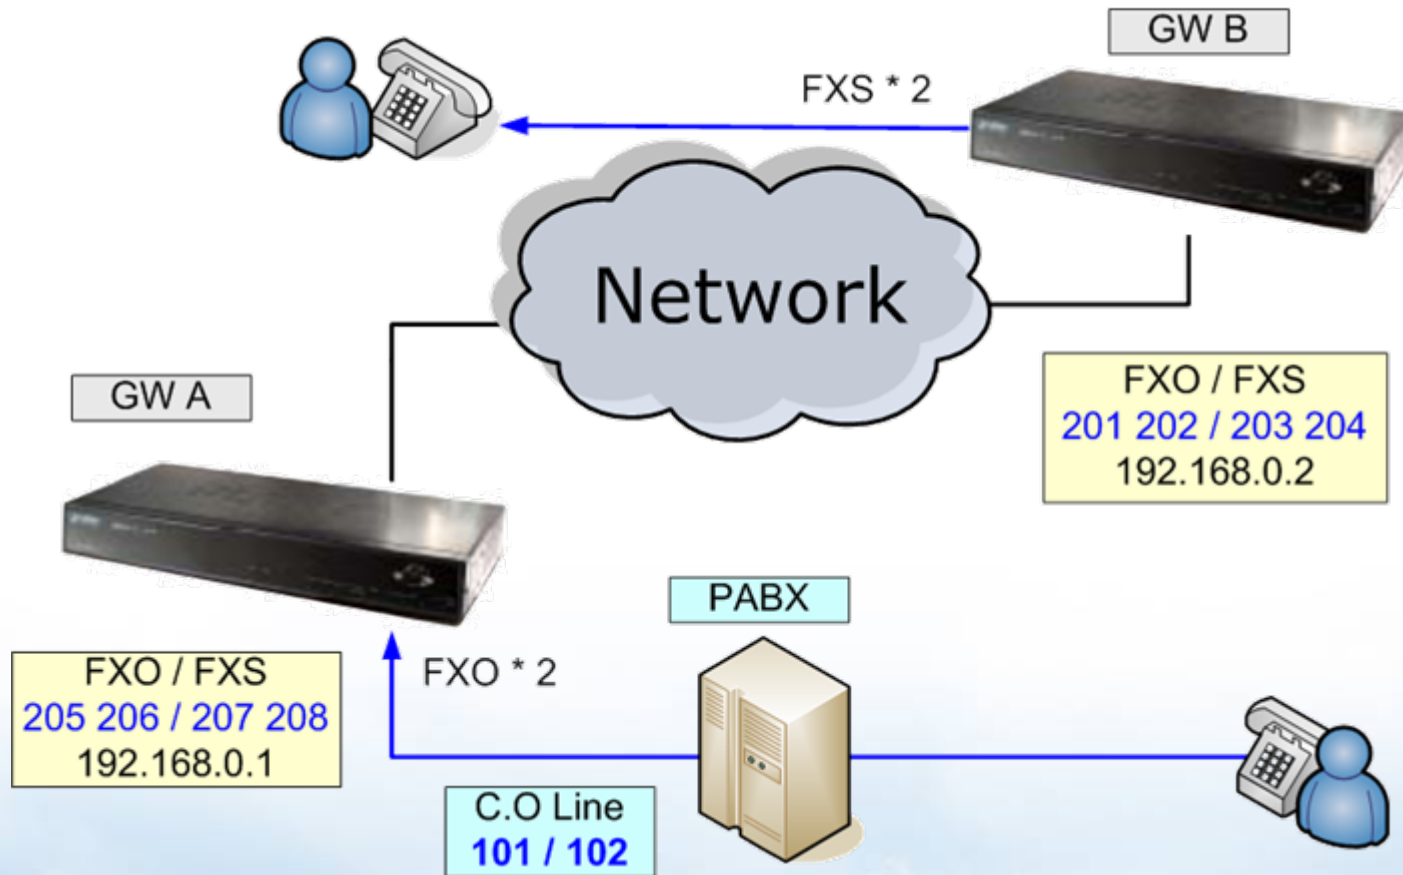 GW B
FXS * 2
Network
GW A
FXO / FXS
201 202 / 203 204
192.168.0.2
PABX
FXO / FXS
205 206 / 207 208
192.168.0.1
FXO * 2
C.O Line
101 / 102